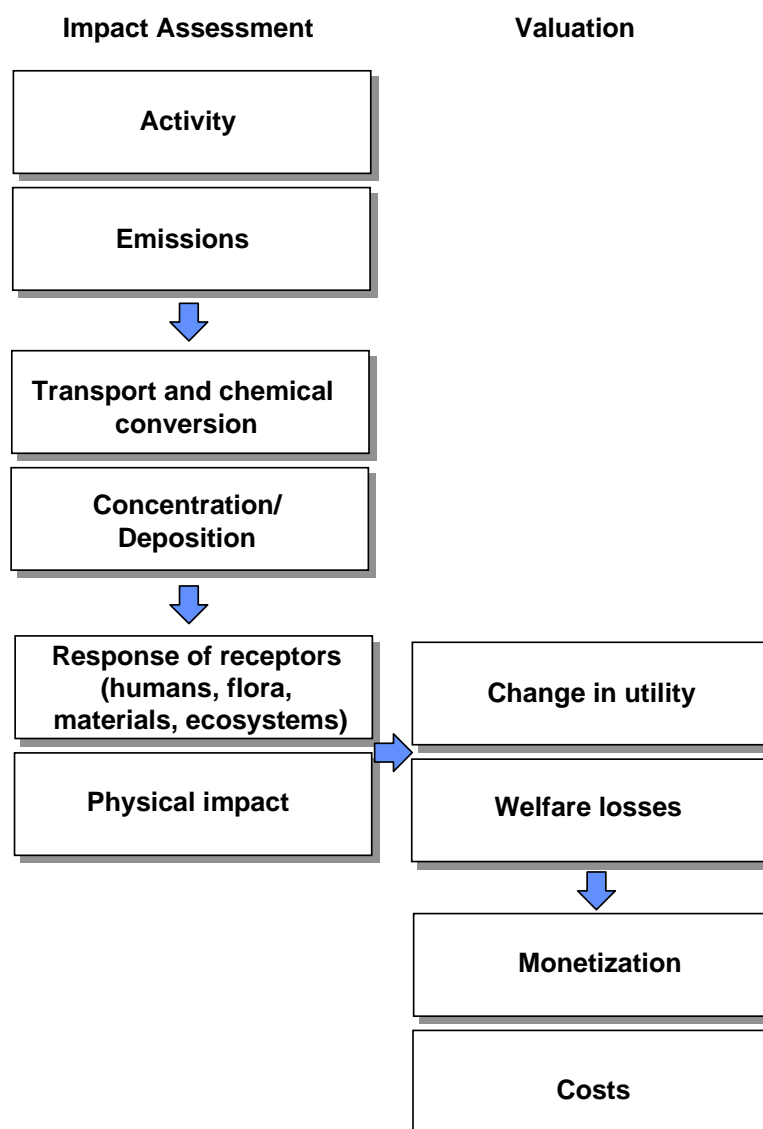 Impact Assessment
Valuation
Activity
Emissions
Transport and chemical
conversion
Concentration/
Deposition
Response of receptors
(humans, flora,
materials, ecosystems)
Physical impact
Change in utility
Welfare losses
Monetization
Costs